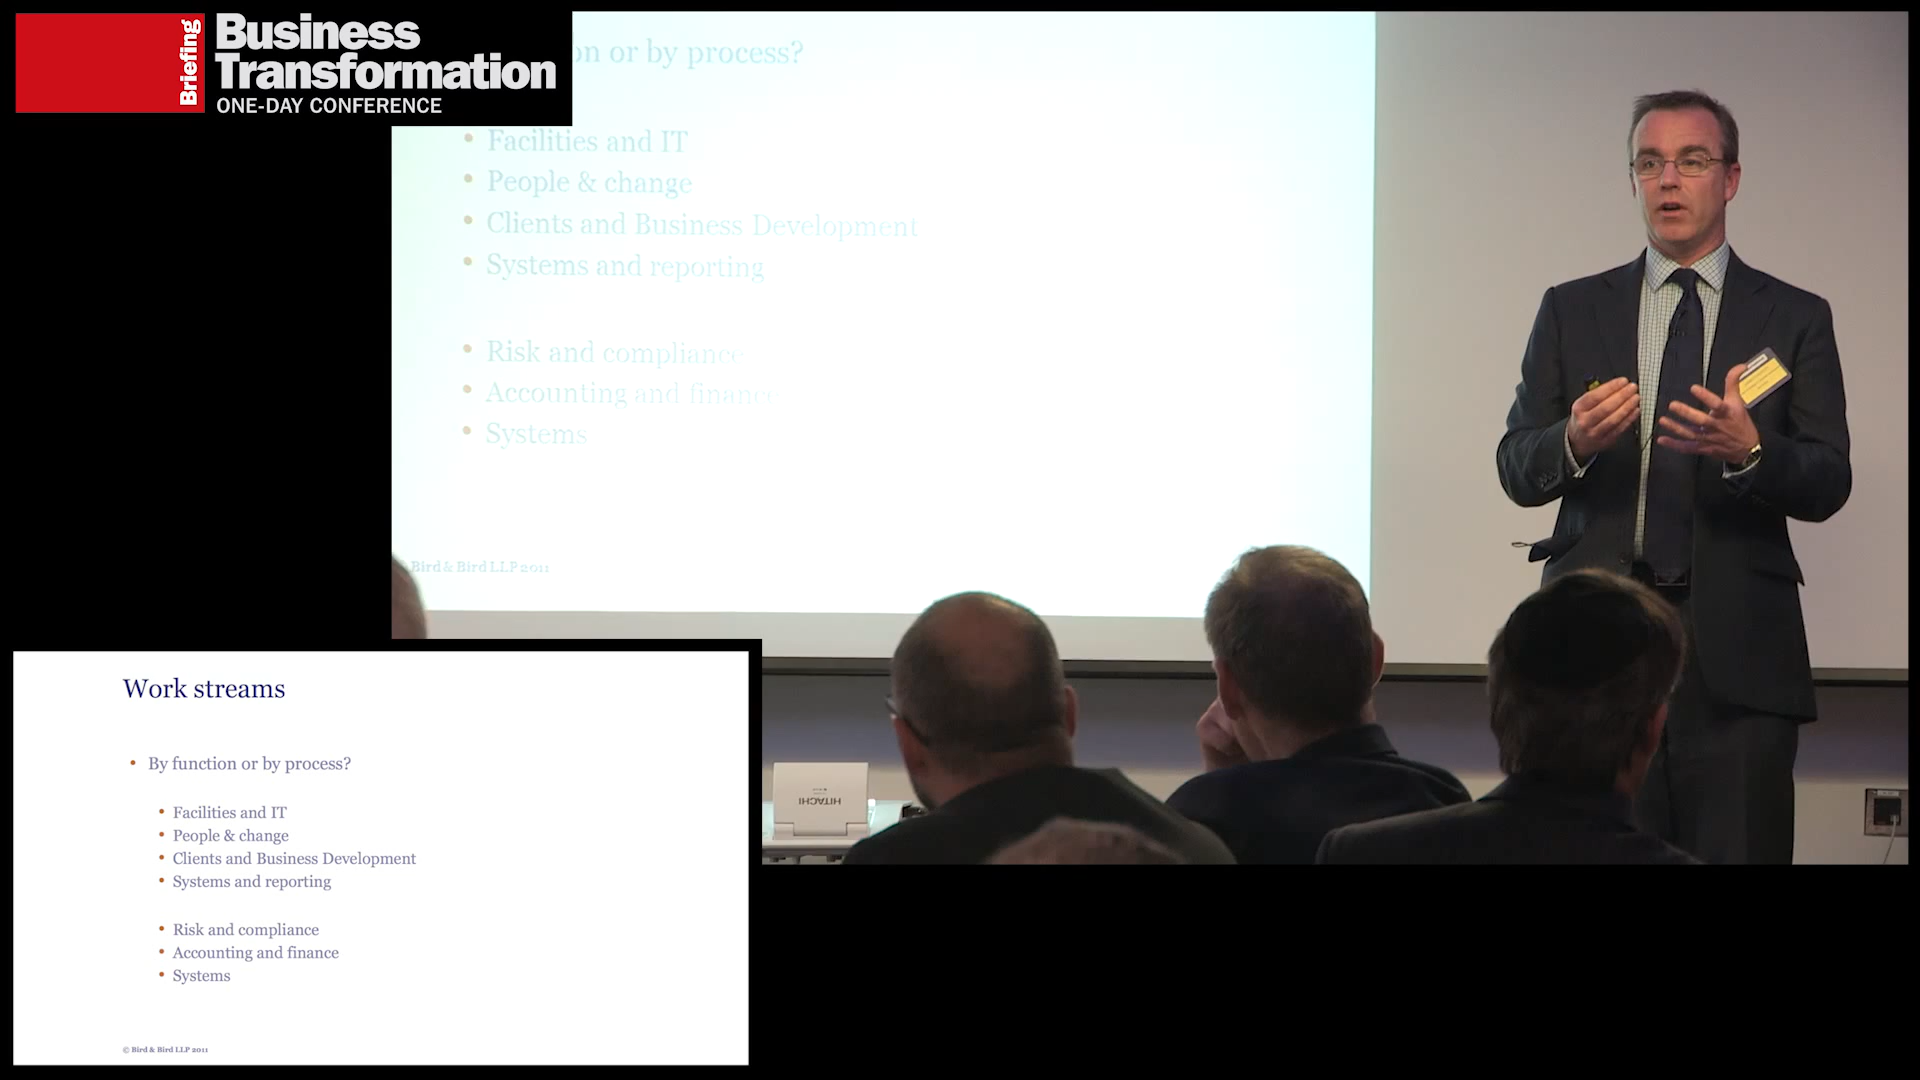 Briefing
Business
Transformation
ONE-DAY CONFERENCE
on or by process?
• Facilities and IT
• People & change
• Clients and Business Development
• Systems and reporting
• Risk and compliance
• Accounting and finance
• Systems
Bird & Bird LLP 2011
HITACHI
Work streams
• By function or by process?
• Facilities and IT
• People & change
• Clients and Business Development
• Systems and reporting
• Risk and compliance
• Accounting and finance
• Systems
© Bird & Bird LLP 2011